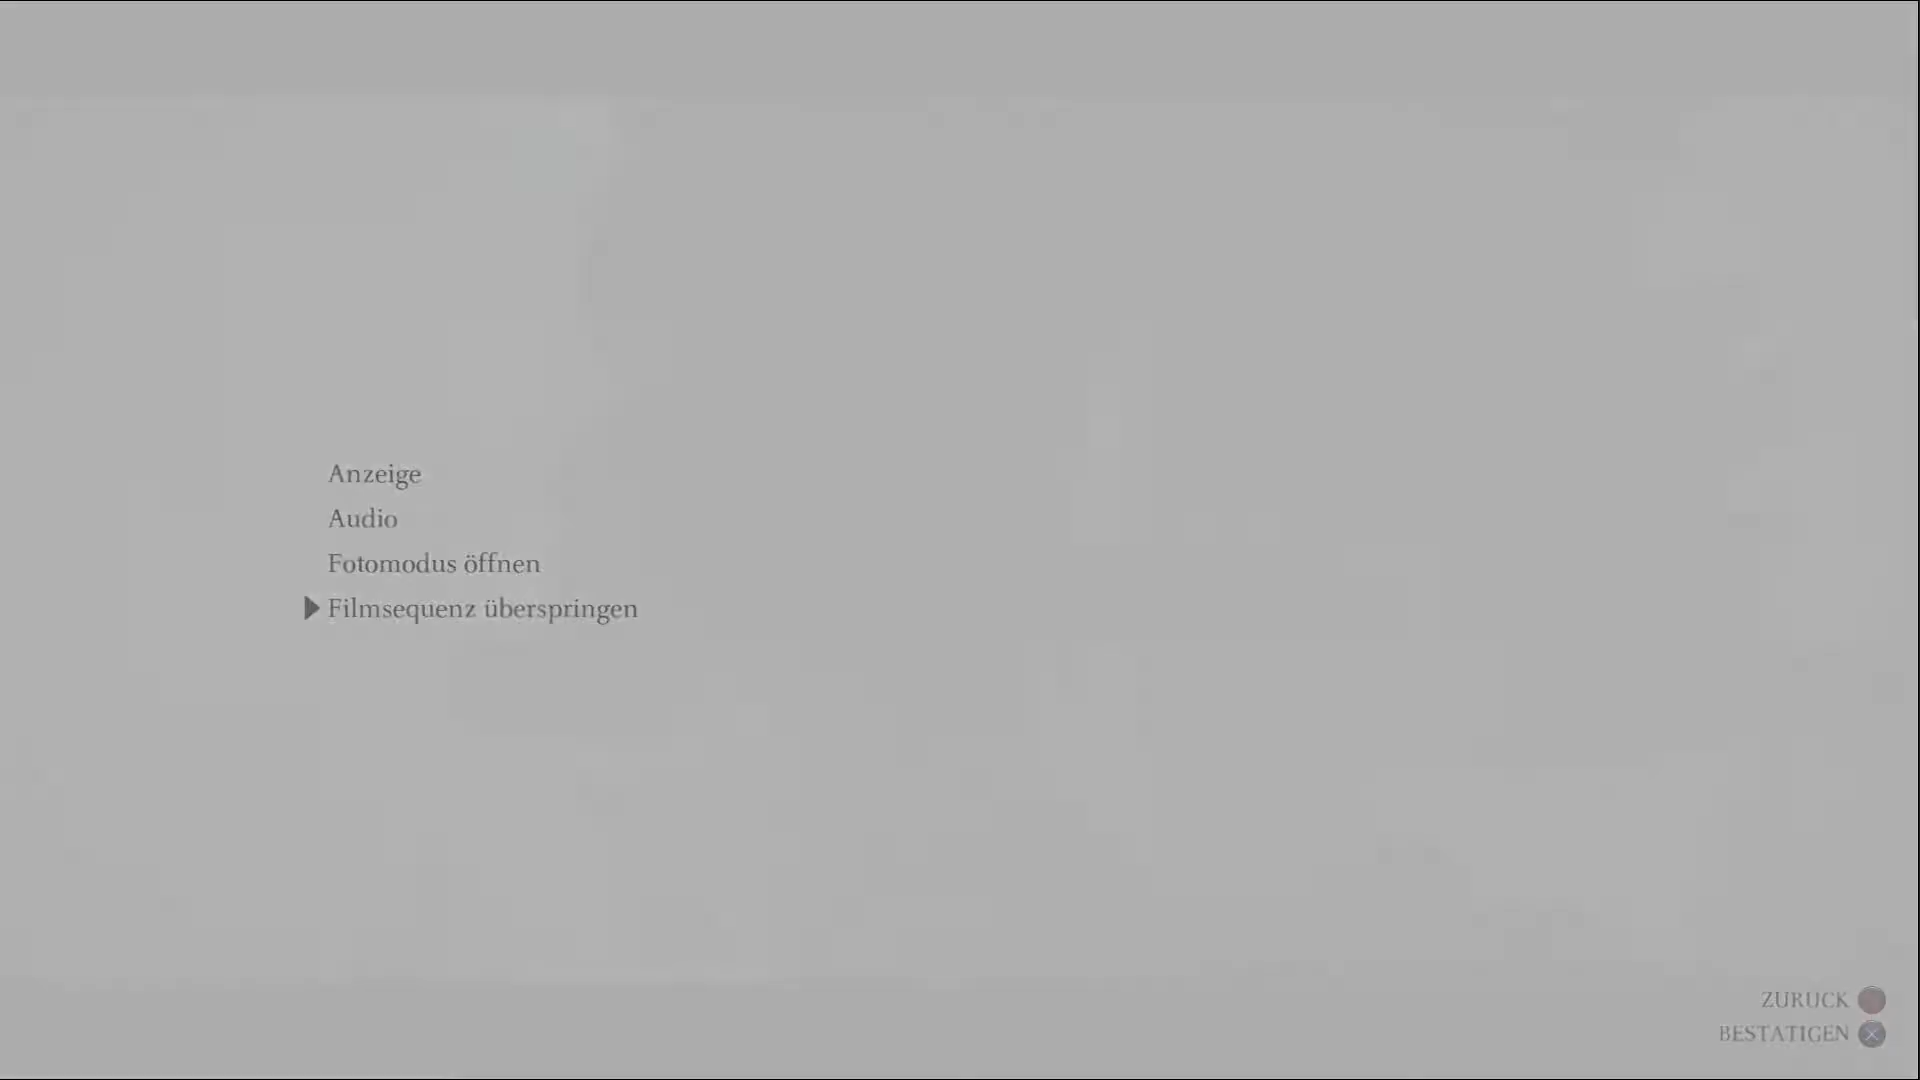 Anzeige
Audio
Fotomodus öffnen
Filmsequenz überspringen
ZURÜCK
BESTÄTIGEN